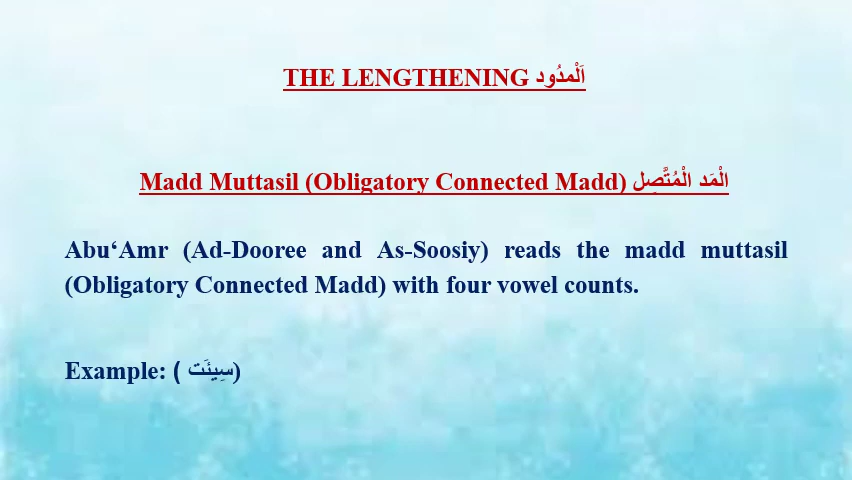 THE LENGTHENING اَلْمدُود
Madd Muttasil (Obligatory Connected Madd) الْمَد الْمُتَّصِل
Abu‘Amr (Ad-Dooree and As-Soosiy) reads the madd muttasil
(Obligatory Connected Madd) with four vowel counts.
Example: ( سِيئَت)